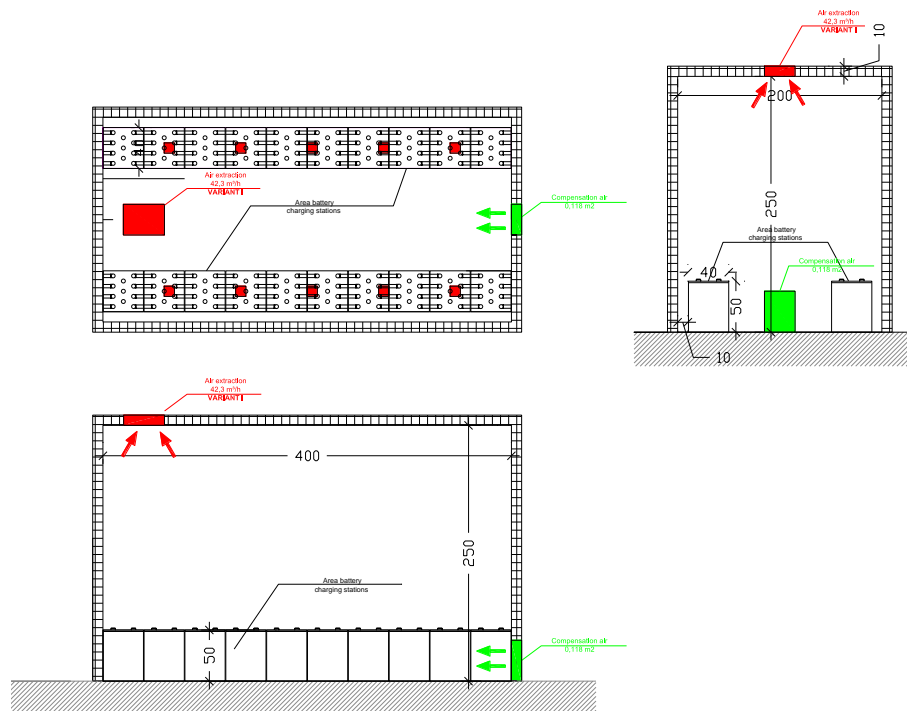 Air extraction
42,3 m³/h
VARIANT I
10
200
40
Air extraction
42,3 m³/h
VARIANT I
Area battery
charging stations
Compensation air
0,118 m2
250
Area battery
charging stations
Compensation air
0,118 m2
40
50
10
Air extraction
42,3 m³/h
VARIANT I
400
250
Area battery
charging stations
50
Compensation air
0,118 m2